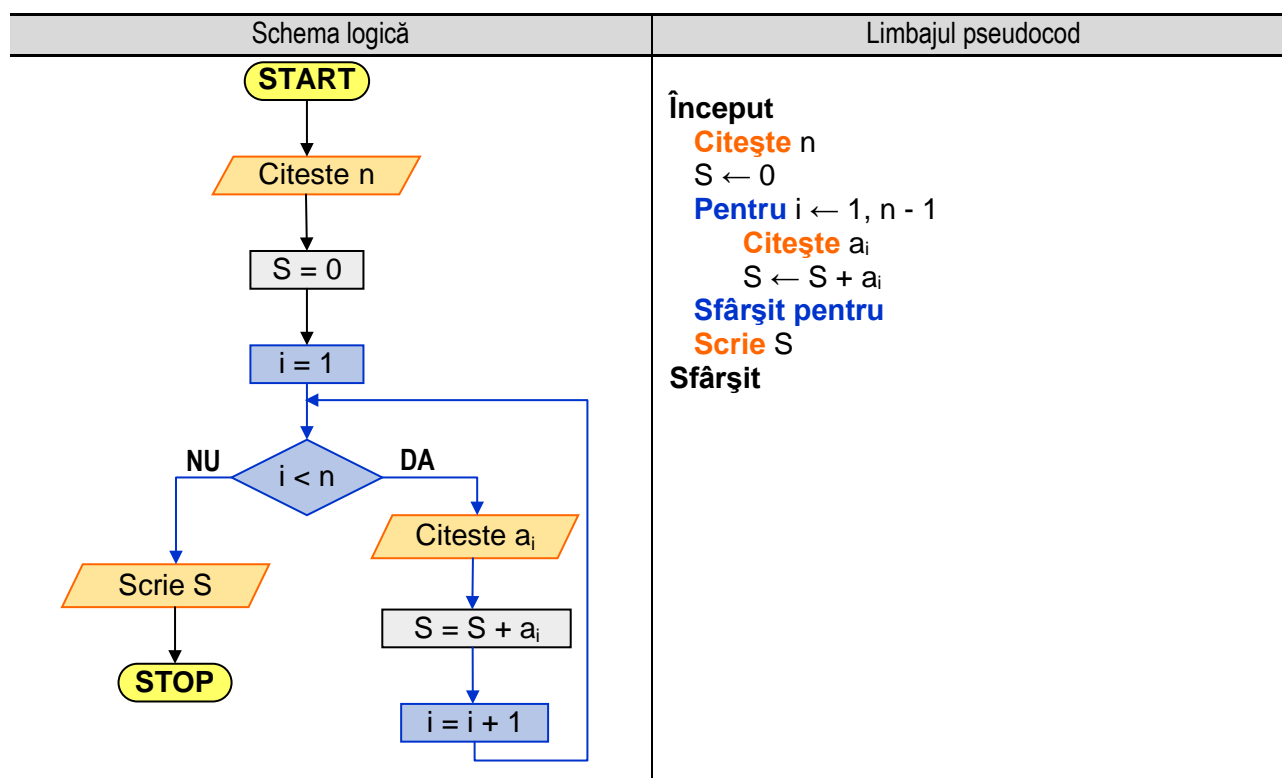 Schema logică
Limbajul pseudocod
START
Citeste n
S = 0
i = 1
NU
i < n
DA
Citeste aᵢ
Scrie S
S = S + aᵢ
STOP
i = i + 1
Început
Citeşte n
S ← 0
Pentru i ← 1, n - 1
Citeşte aᵢ
S ← S + aᵢ
Sfârşit pentru
Scrie S
Sfârşit